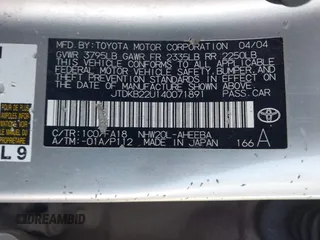 MFD. BY: TOYOTA MOTOR CORPORATION 04/04
GVWR 3795LB GAWR FR 2335LB RR 2250LB
THIS VEHICLE CONFORMS TO ALL APPLICABLE
FEDERAL MOTOR VEHICLE SAFETY, BUMPER, AND
THEFT PREVENTION STANDARDS IN EFFECT ON
THE DATE OF MANUFACTURE SHOWN ABOVE.
JTDKB22U140071891 PASS.CAR
C/TR: 1C0/FA18 NHW20L-AHEEBA
A/TM: -01A/P112 MADE IN JAPAN 166 A
TOYOTA
L9
DREAMBID